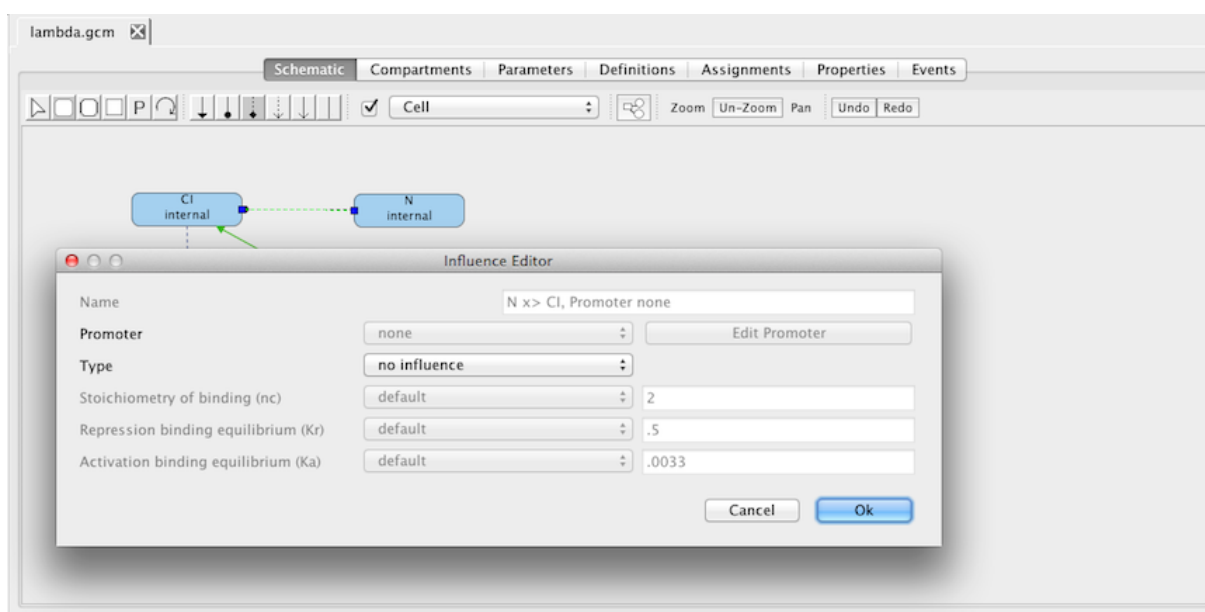 lambda.gcm
Schematic Compartments Parameters Definitions Assignments Properties Events
P Cell Zoom Un-Zoom Pan Undo Redo
CI
internal
N
internal
Influence Editor
Name N x> CI, Promoter none
Promoter none Edit Promoter
Type no influence
Stoichiometry of binding (nc) default 2
Repression binding equilibrium (Kr) default .5
Activation binding equilibrium (Ka) default .0033
Cancel Ok